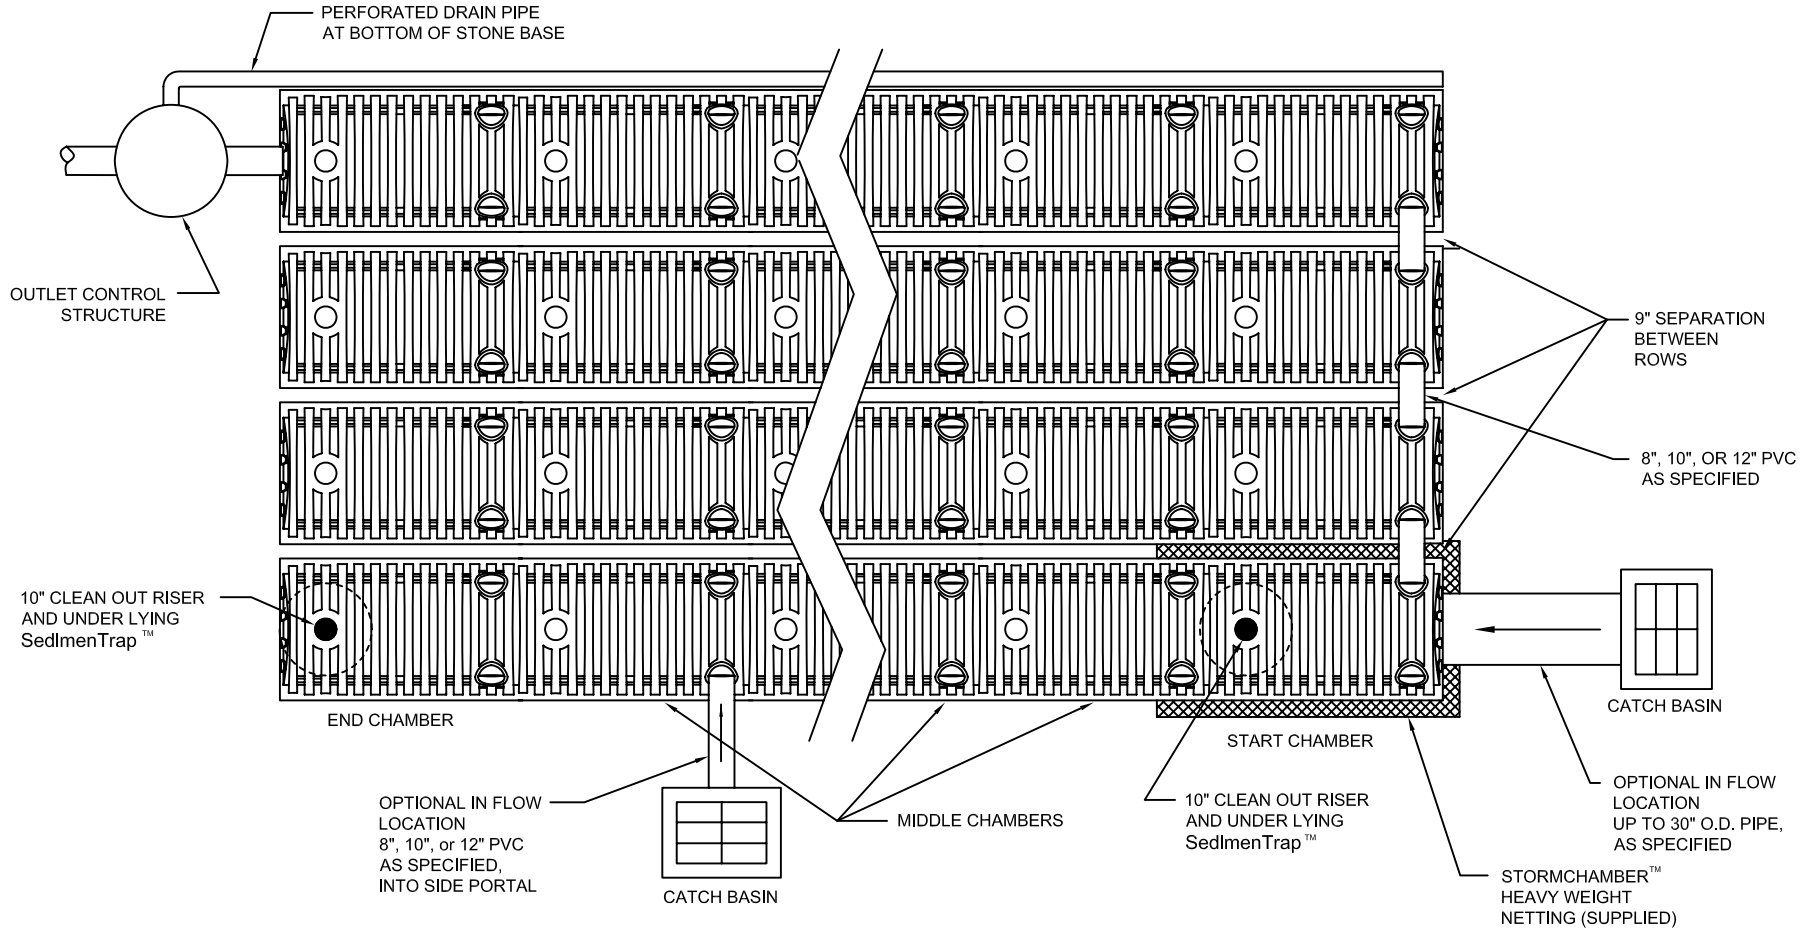 PERFORATED DRAIN PIPE
AT BOTTOM OF STONE BASE
OUTLET CONTROL
STRUCTURE
9" SEPARATION
BETWEEN
ROWS
8", 10", OR 12" PVC
AS SPECIFIED
10" CLEAN OUT RISER
AND UNDER LYING
SedImenTrap™
END CHAMBER
CATCH BASIN
START CHAMBER
OPTIONAL IN FLOW
LOCATION
8", 10", or 12" PVC
AS SPECIFIED,
INTO SIDE PORTAL
CATCH BASIN
MIDDLE CHAMBERS
10" CLEAN OUT RISER
AND UNDER LYING
SedImenTrap™
OPTIONAL IN FLOW
LOCATION
UP TO 30" O.D. PIPE,
AS SPECIFIED
STORMCHAMBER™
HEAVY WEIGHT
NETTING (SUPPLIED)